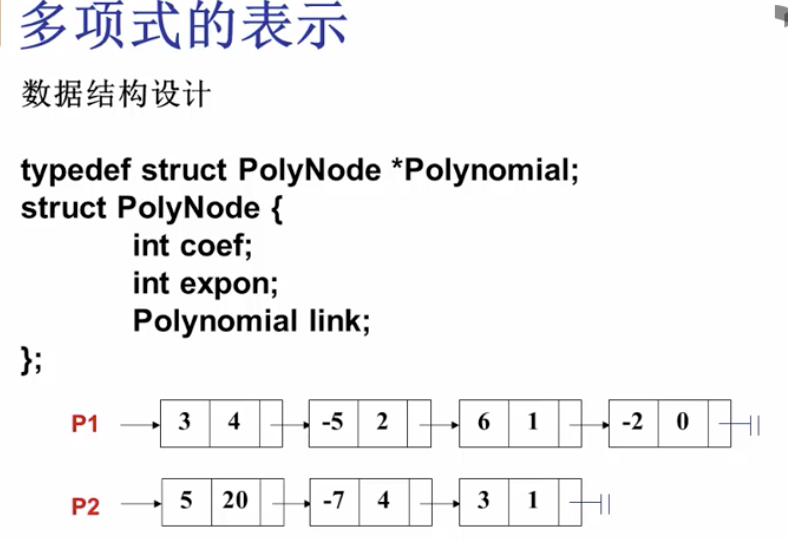 多项式的表示
数据结构设计
typedef struct PolyNode *Polynomial;
struct PolyNode {
int coef;
int expon;
Polynomial link;
};
P1 3 4 -5 2 6 1 -2 0
P2 5 20 -7 4 3 1